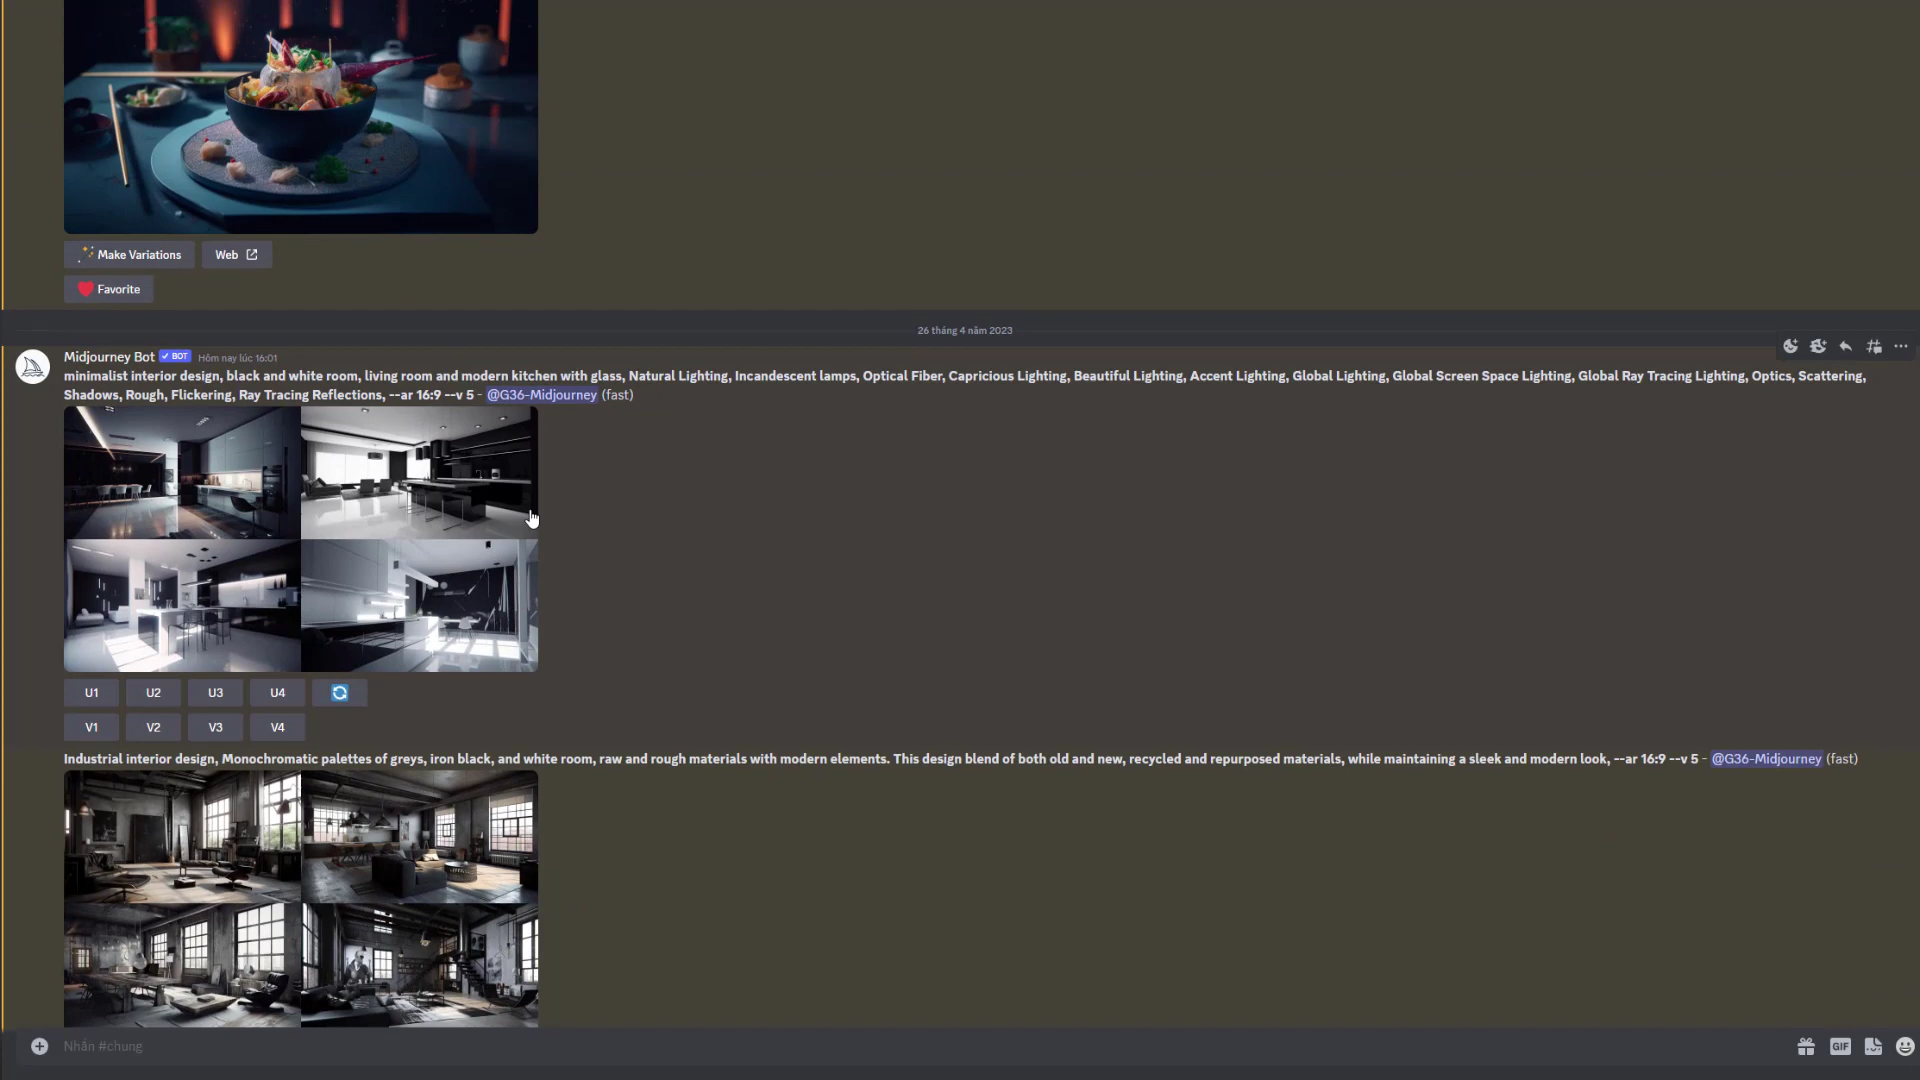 Make Variations
Web
Favorite
26 tháng 4 năm 2023
Midjourney Bot BOT Hôm nay lúc 16:01
minimalist interior design, black and white room, living room and modern kitchen with glass, Natural Lighting, Incandescent lamps, Optical Fiber, Capricious Lighting, Beautiful Lighting, Accent Lighting, Global Lighting, Global Screen Space Lighting, Global Ray Tracing Lighting, Optics, Scattering,
Shadows, Rough, Flickering, Ray Tracing Reflections, --ar 16:9 --v 5 - @G36-Midjourney (fast)
U1 U2 U3 U4
V1 V2 V3 V4
Industrial interior design, Monochromatic palettes of greys, iron black, and white room, raw and rough materials with modern elements. This design blend of both old and new, recycled and repurposed materials, while maintaining a sleek and modern look, --ar 16:9 --v 5 - @G36-Midjourney (fast)
Nhắn #chung
GIF